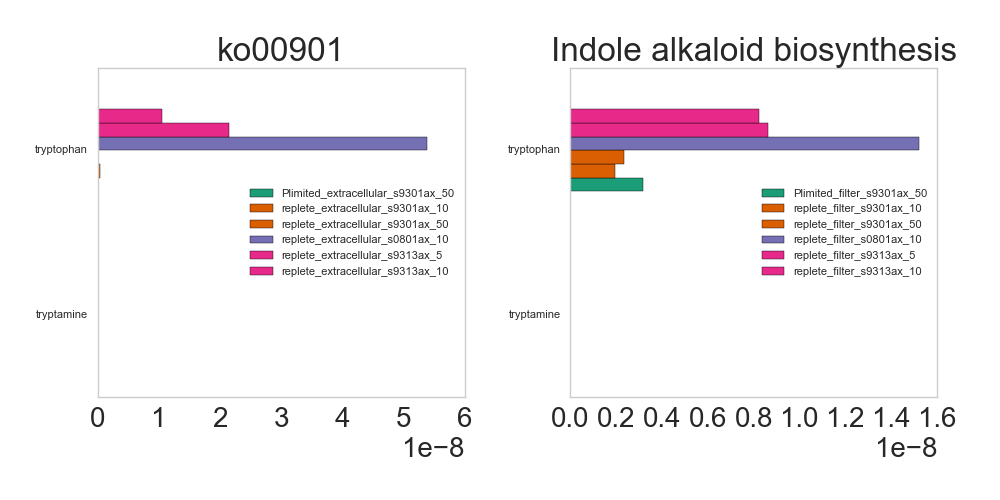 ko00901
tryptophan
tryptamine
Plimited_extracellular_s9301ax_50
replete_extracellular_s9301ax_10
replete_extracellular_s9301ax_50
replete_extracellular_s0801ax_10
replete_extracellular_s9313ax_5
replete_extracellular_s9313ax_10
0 1 2 3 4 5 6
1e−8
Indole alkaloid biosynthesis
tryptophan
tryptamine
Plimited_filter_s9301ax_50
replete_filter_s9301ax_10
replete_filter_s9301ax_50
replete_filter_s0801ax_10
replete_filter_s9313ax_5
replete_filter_s9313ax_10
0.0 0.2 0.4 0.6 0.8 1.0 1.2 1.4 1.6
1e−8